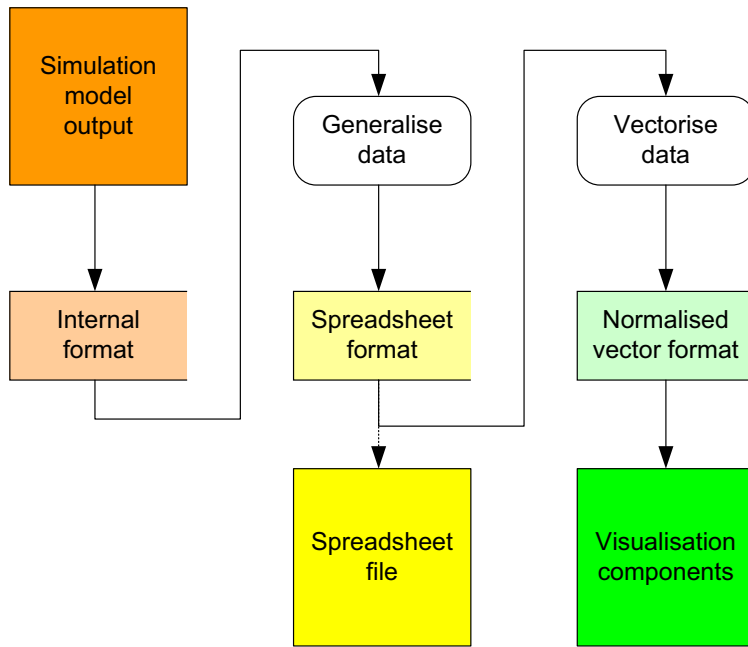 Simulation
model
output
Internal
format
Generalise
data
Spreadsheet
format
Spreadsheet
file
Vectorise
data
Normalised
vector format
Visualisation
components